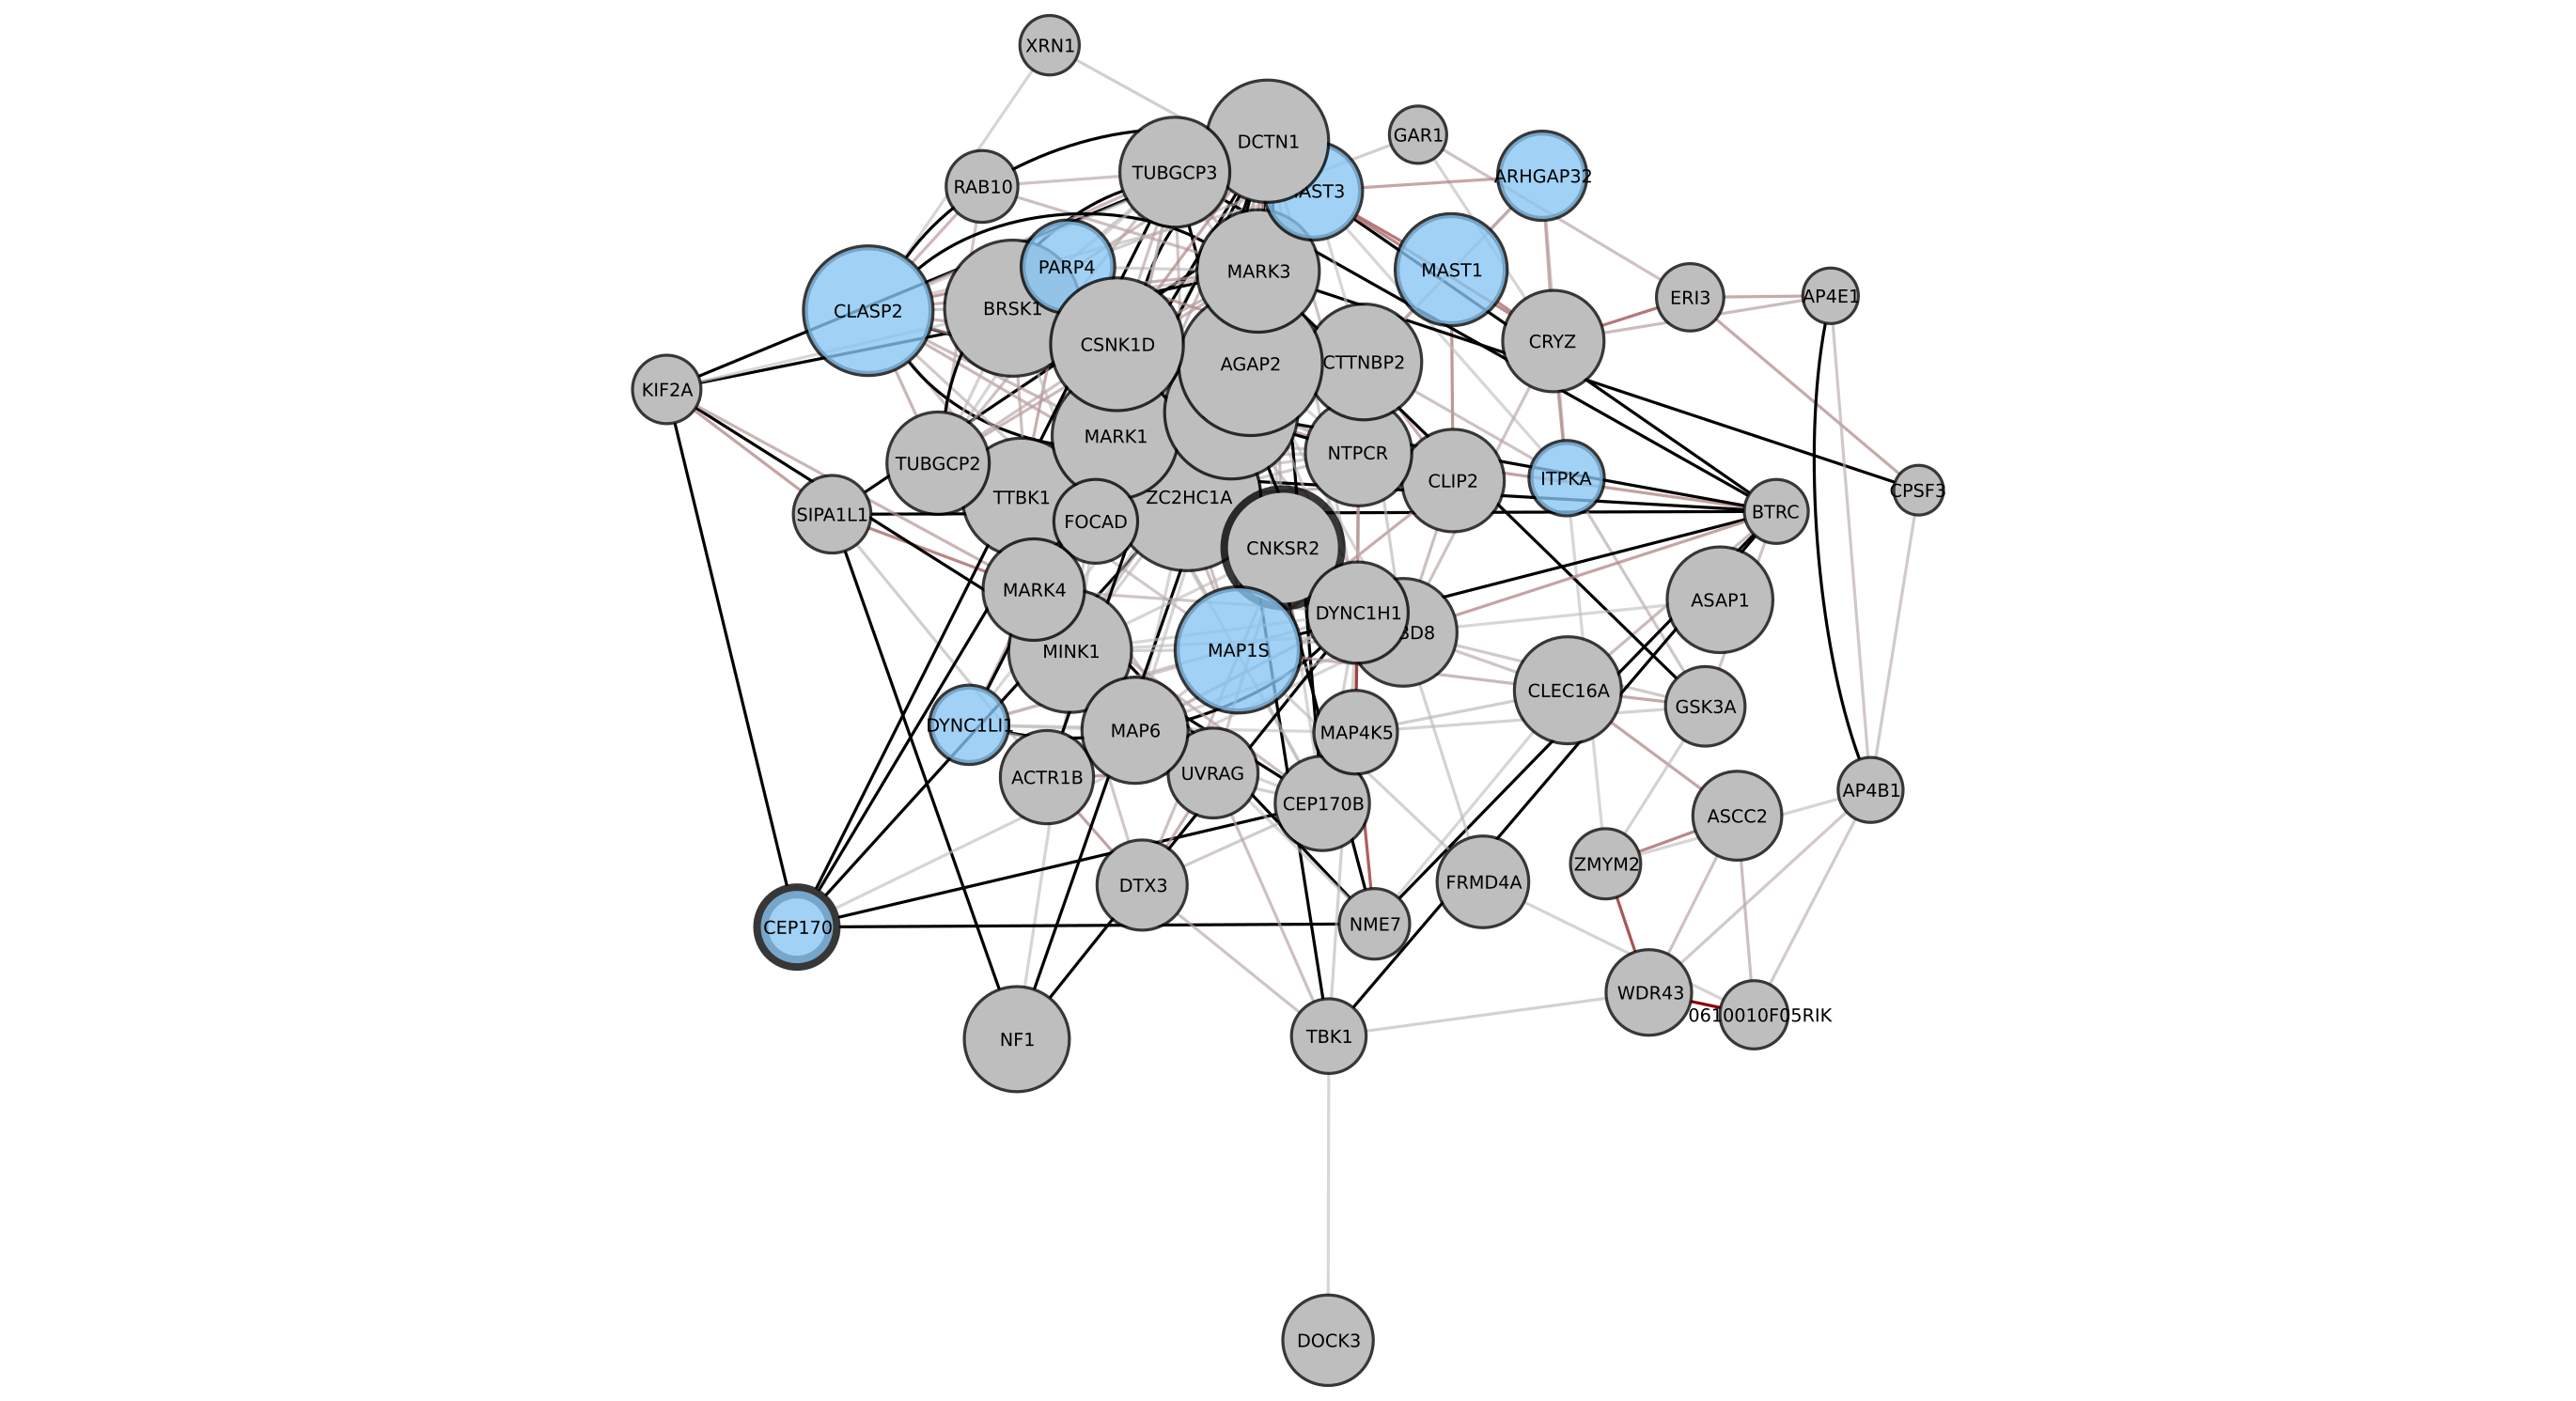 XRN1
GAR1
DCTN1
TUBGCP3
ARHGAP32
RAB10
AST3
PARP4
MARK3
MAST1
ERI3
AP4E1
CLASP2
BRSK1
CSNK1D
CRYZ
AGAP2
CTTNBP2
KIF2A
MARK1
NTPCR
TUBGCP2
CLIP2
ITPKA
CPSF3
TTBK1
ZC2HC1A
SIPA1L1
FOCAD
BTRC
CNKSR2
MARK4
ASAP1
DYNC1H1
BD8
MINK1
MAP1S
CLEC16A
GSK3A
DYNC1LI1
MAP6
MAP4K5
ACTR1B
UVRAG
AP4B1
CEP170B
ASCC2
ZMYM2
DTX3
FRMD4A
NME7
CEP170
WDR43
0610010F05RIK
TBK1
NF1
DOCK3